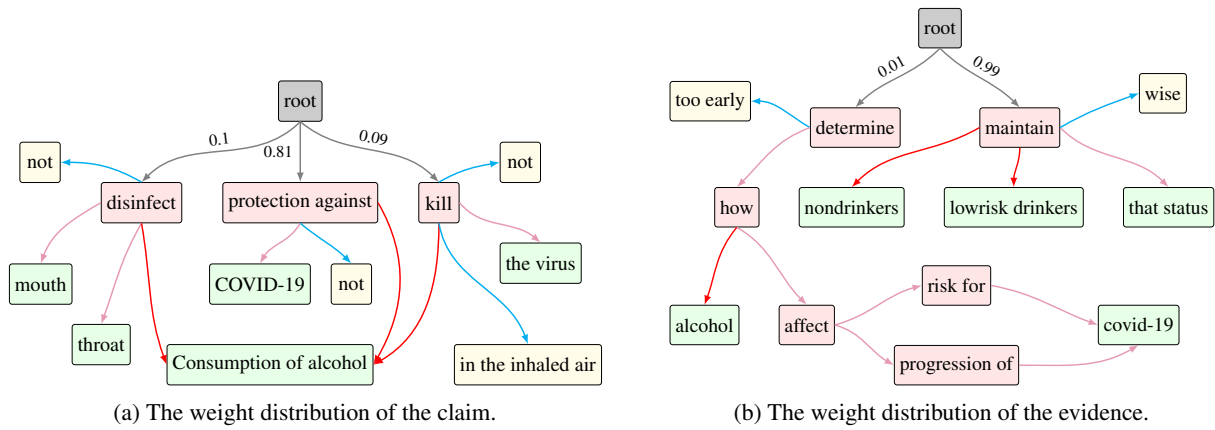 root
0.1
0.81
0.09
not
not
disinfect
protection against
kill
mouth
COVID-19
not
the virus
throat
Consumption of alcohol
in the inhaled air
(a) The weight distribution of the claim.
root
0.01
0.99
too early
wise
determine
maintain
how
nondrinkers
lowrisk drinkers
that status
risk for
alcohol
affect
covid-19
progression of
(b) The weight distribution of the evidence.